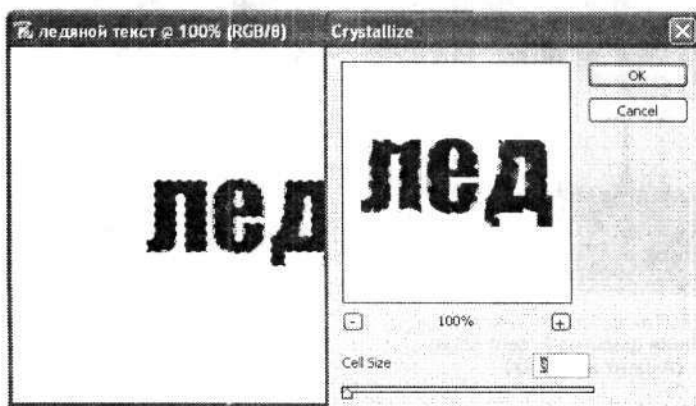 ледяной текст @ 100% (RGB/8)
лед
Crystallize
OK
Cancel
лед
100%
Cell Size